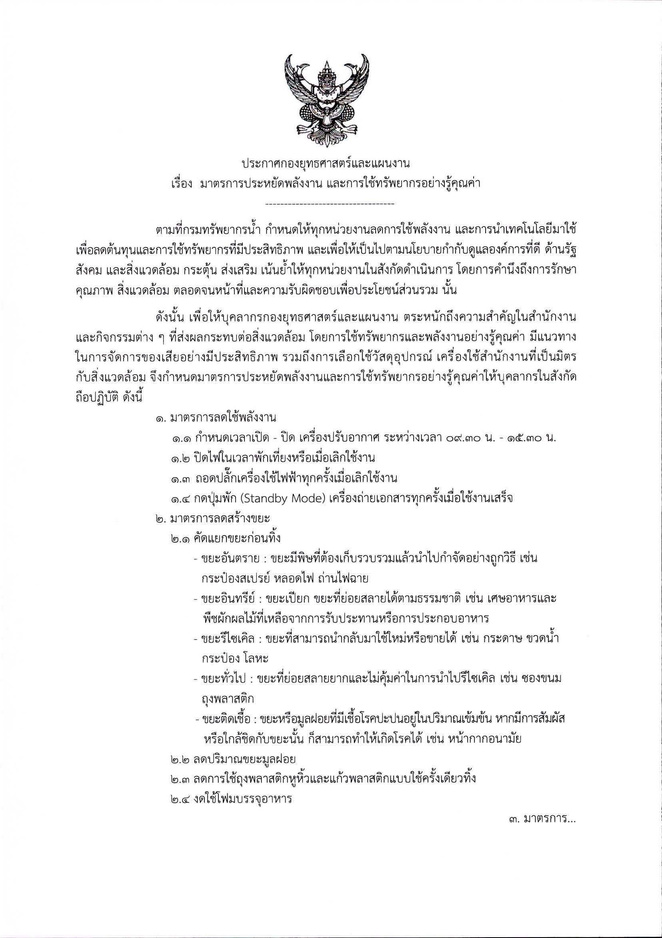 ประกาศกองยุทธศาสตร์และแผนงาน
เรื่อง มาตรการประหยัดพลังงาน และการใช้ทรัพยากรอย่างรู้คุณค่า
-----------------------------------
ตามที่กรมทรัพยากรน้ำ กำหนดให้ทุกหน่วยงานลดการใช้พลังงาน และการนำเทคโนโลยีมาใช้
เพื่อลดต้นทุนและการใช้ทรัพยากรที่มีประสิทธิภาพ และเพื่อให้เป็นไปตามนโยบายกำกับดูแลองค์การที่ดี ด้านรัฐ
สังคม และสิ่งแวดล้อม กระตุ้น ส่งเสริม เน้นย้ำให้ทุกหน่วยงานในสังกัดดำเนินการ โดยการคำนึงถึงการรักษา
คุณภาพ สิ่งแวดล้อม ตลอดจนหน้าที่และความรับผิดชอบเพื่อประโยชน์ส่วนรวม นั้น
ดังนั้น เพื่อให้บุคลากรกองยุทธศาสตร์และแผนงาน ตระหนักถึงความสำคัญในสำนักงาน
และกิจกรรมต่าง ๆ ที่ส่งผลกระทบต่อสิ่งแวดล้อม โดยการใช้ทรัพยากรและพลังงานอย่างรู้คุณค่า มีแนวทาง
ในการจัดการของเสียอย่างมีประสิทธิภาพ รวมถึงการเลือกใช้วัสดุอุปกรณ์ เครื่องใช้สำนักงานที่เป็นมิตร
กับสิ่งแวดล้อม จึงกำหนดมาตรการประหยัดพลังงานและการใช้ทรัพยากรอย่างรู้คุณค่าให้บุคลากรในสังกัด
ถือปฏิบัติ ดังนี้
๑. มาตรการลดใช้พลังงาน
๑.๑ กำหนดเวลาเปิด - ปิด เครื่องปรับอากาศ ระหว่างเวลา ๐๙.๓๐ น. - ๑๕.๓๐ น.
๑.๒ ปิดไฟในเวลาพักเที่ยงหรือเมื่อเลิกใช้งาน
๑.๓ ถอดปลั๊กเครื่องใช้ไฟฟ้าทุกครั้งเมื่อเลิกใช้งาน
๑.๔ กดปุ่มพัก (Standby Mode) เครื่องถ่ายเอกสารทุกครั้งเมื่อใช้งานเสร็จ
๒. มาตรการลดสร้างขยะ
๒.๑ คัดแยกขยะก่อนทิ้ง
- ขยะอันตราย : ขยะมีพิษที่ต้องเก็บรวบรวมแล้วนำไปกำจัดอย่างถูกวิธี เช่น
กระป๋องสเปรย์ หลอดไฟ ถ่านไฟฉาย
- ขยะอินทรีย์ : ขยะเปียก ขยะที่ย่อยสลายได้ตามธรรมชาติ เช่น เศษอาหารและ
พืชผักผลไม้ที่เหลือจากการรับประทานหรือการประกอบอาหาร
- ขยะรีไซเคิล : ขยะที่สามารถนำกลับมาใช้ใหม่หรือขายได้ เช่น กระดาษ ขวดน้ำ
กระป๋อง โลหะ
- ขยะทั่วไป : ขยะที่ย่อยสลายยากและไม่คุ้มค่าในการนำไปรีไซเคิล เช่น ซองขนม
ถุงพลาสติก
- ขยะติดเชื้อ : ขยะหรือมูลฝอยที่มีเชื้อโรคปะปนอยู่ในปริมาณเข้มข้น หากมีการสัมผัส
หรือใกล้ชิดกับขยะนั้น ก็สามารถทำให้เกิดโรคได้ เช่น หน้ากากอนามัย
๒.๒ ลดปริมาณขยะมูลฝอย
๒.๓ ลดการใช้ถุงพลาสติกหูหิ้วและแก้วพลาสติกแบบใช้ครั้งเดียวทิ้ง
๒.๔ งดใช้โฟมบรรจุอาหาร
๓. มาตรการ...